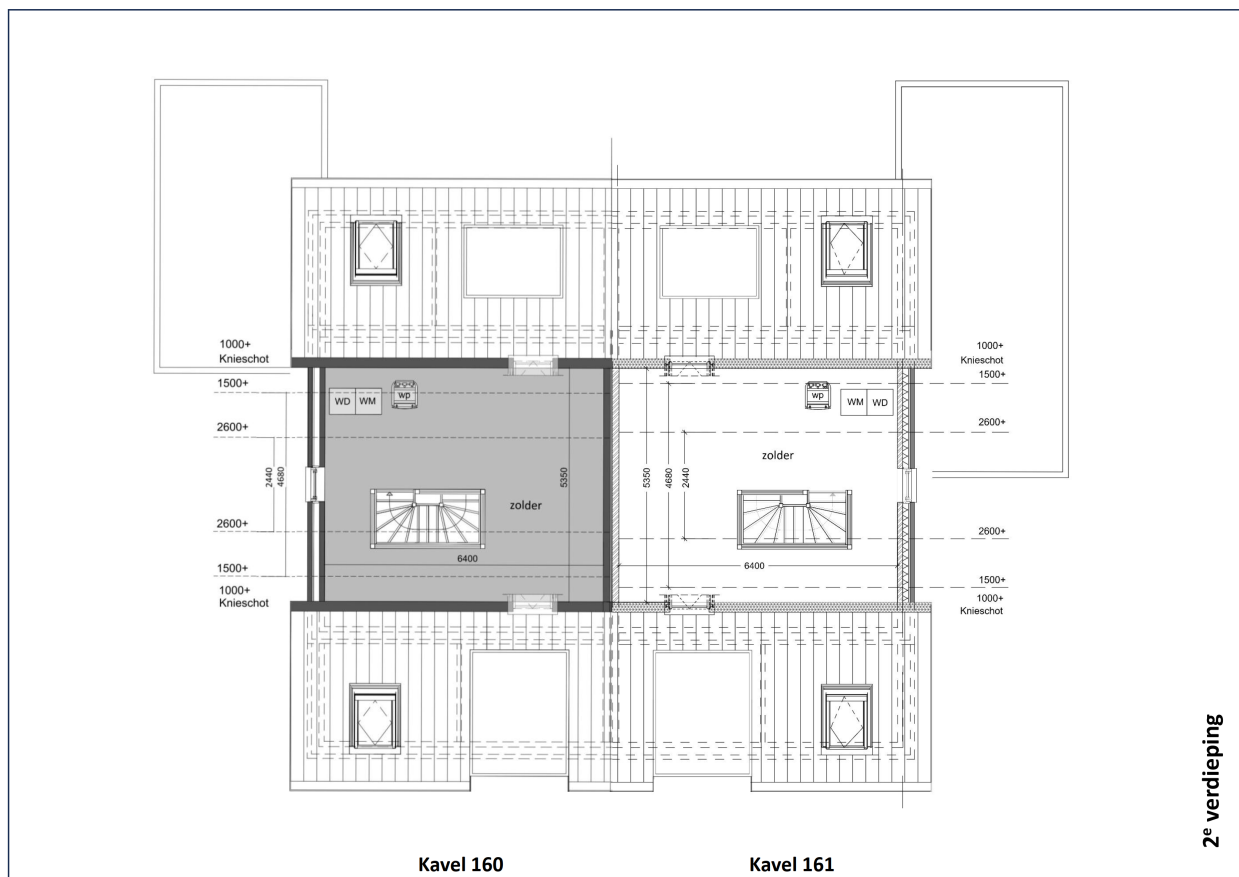 1000+
Knieschot
1500+
2600+
2440
4680
2600+
1500+
1000+
Knieschot
WD WM
wp
zolder
5350
6400
5350
4680
2440
zolder
6400
wp
WM WD
1000+
Knieschot
1500+
2600+
2600+
1500+
1000+
Knieschot
Kavel 160
Kavel 161
2e verdieping